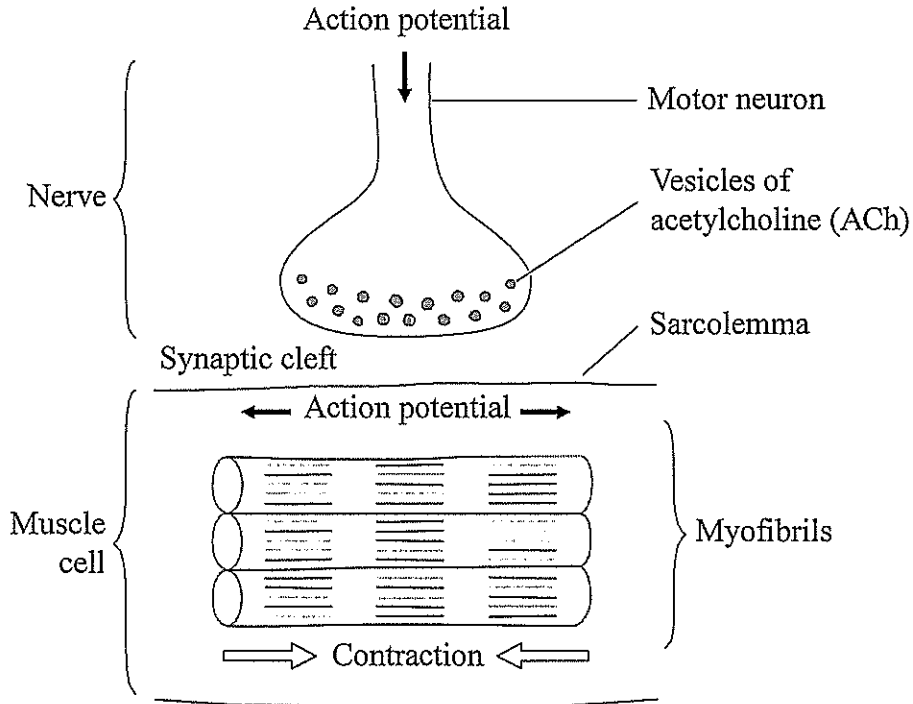 Action potential
Motor neuron
Nerve
Vesicles of
acetylcholine (ACh)
Sarcolemma
Synaptic cleft
Action potential
Muscle
cell
Myofibrils
Contraction